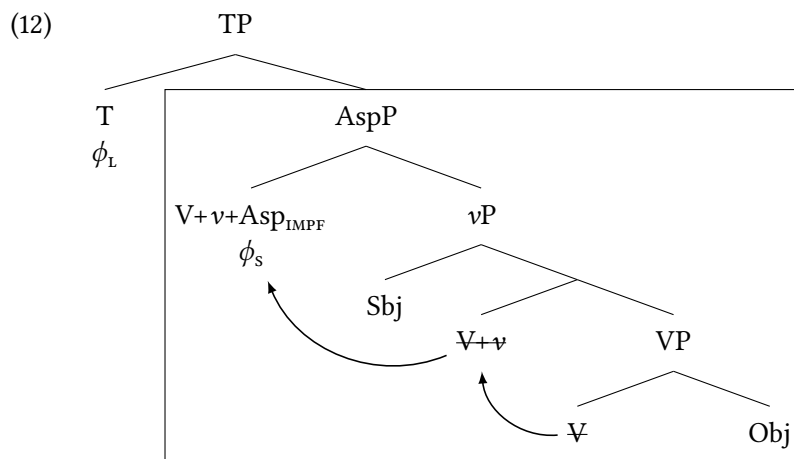 (12) TP
T AspP
ϕL
V+v+AspIMPF vP
ϕS
Sbj
V+v VP
V Obj